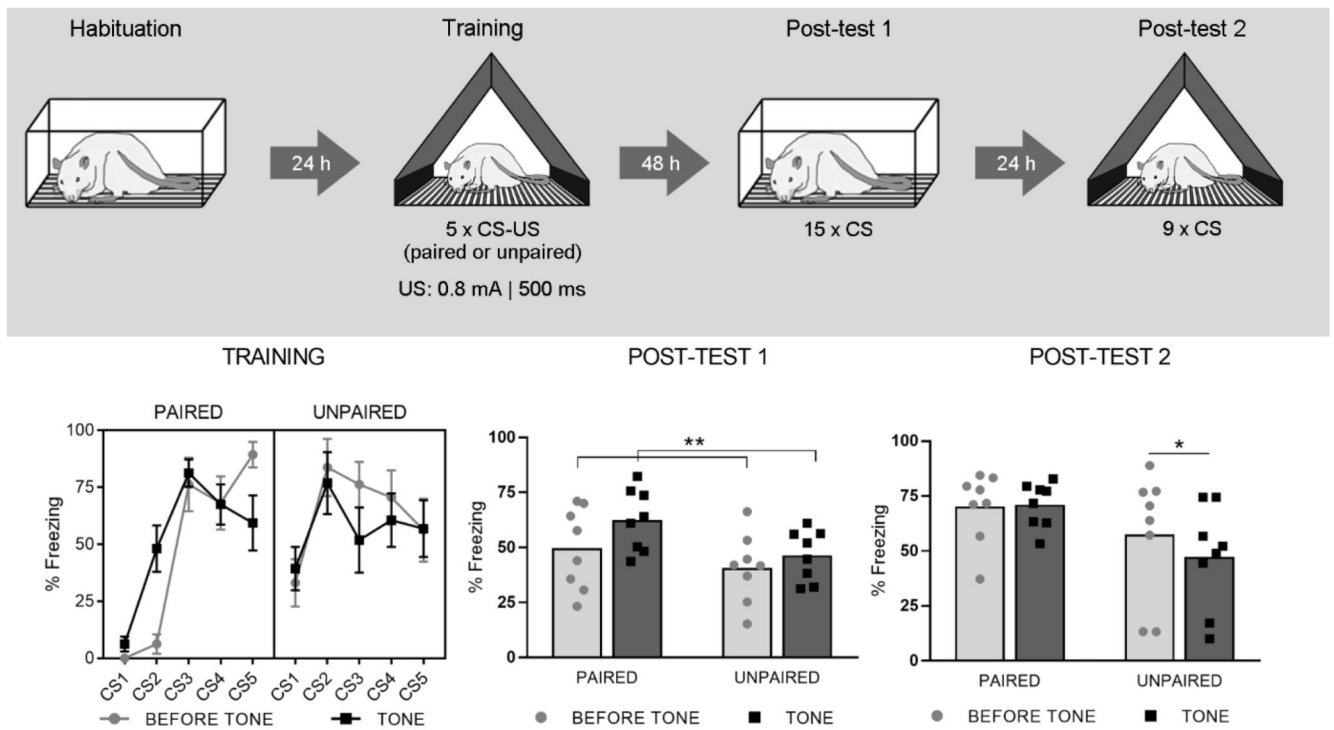 Habituation
Training
Post-test 1
Post-test 2
24 h
48 h
24 h
5 x CS-US
(paired or unpaired)
US: 0.8 mA | 500 ms
15 x CS
9 x CS
TRAINING
PAIRED
UNPAIRED
% Freezing
100
75
50
25
0
CS1
CS2
CS3
CS4
CS5
CS1
CS2
CS3
CS4
CS5
BEFORE TONE
TONE
POST-TEST 1
% Freezing
100
75
50
25
0
**
PAIRED
UNPAIRED
BEFORE TONE
TONE
POST-TEST 2
% Freezing
100
75
50
25
0
*
PAIRED
UNPAIRED
BEFORE TONE
TONE